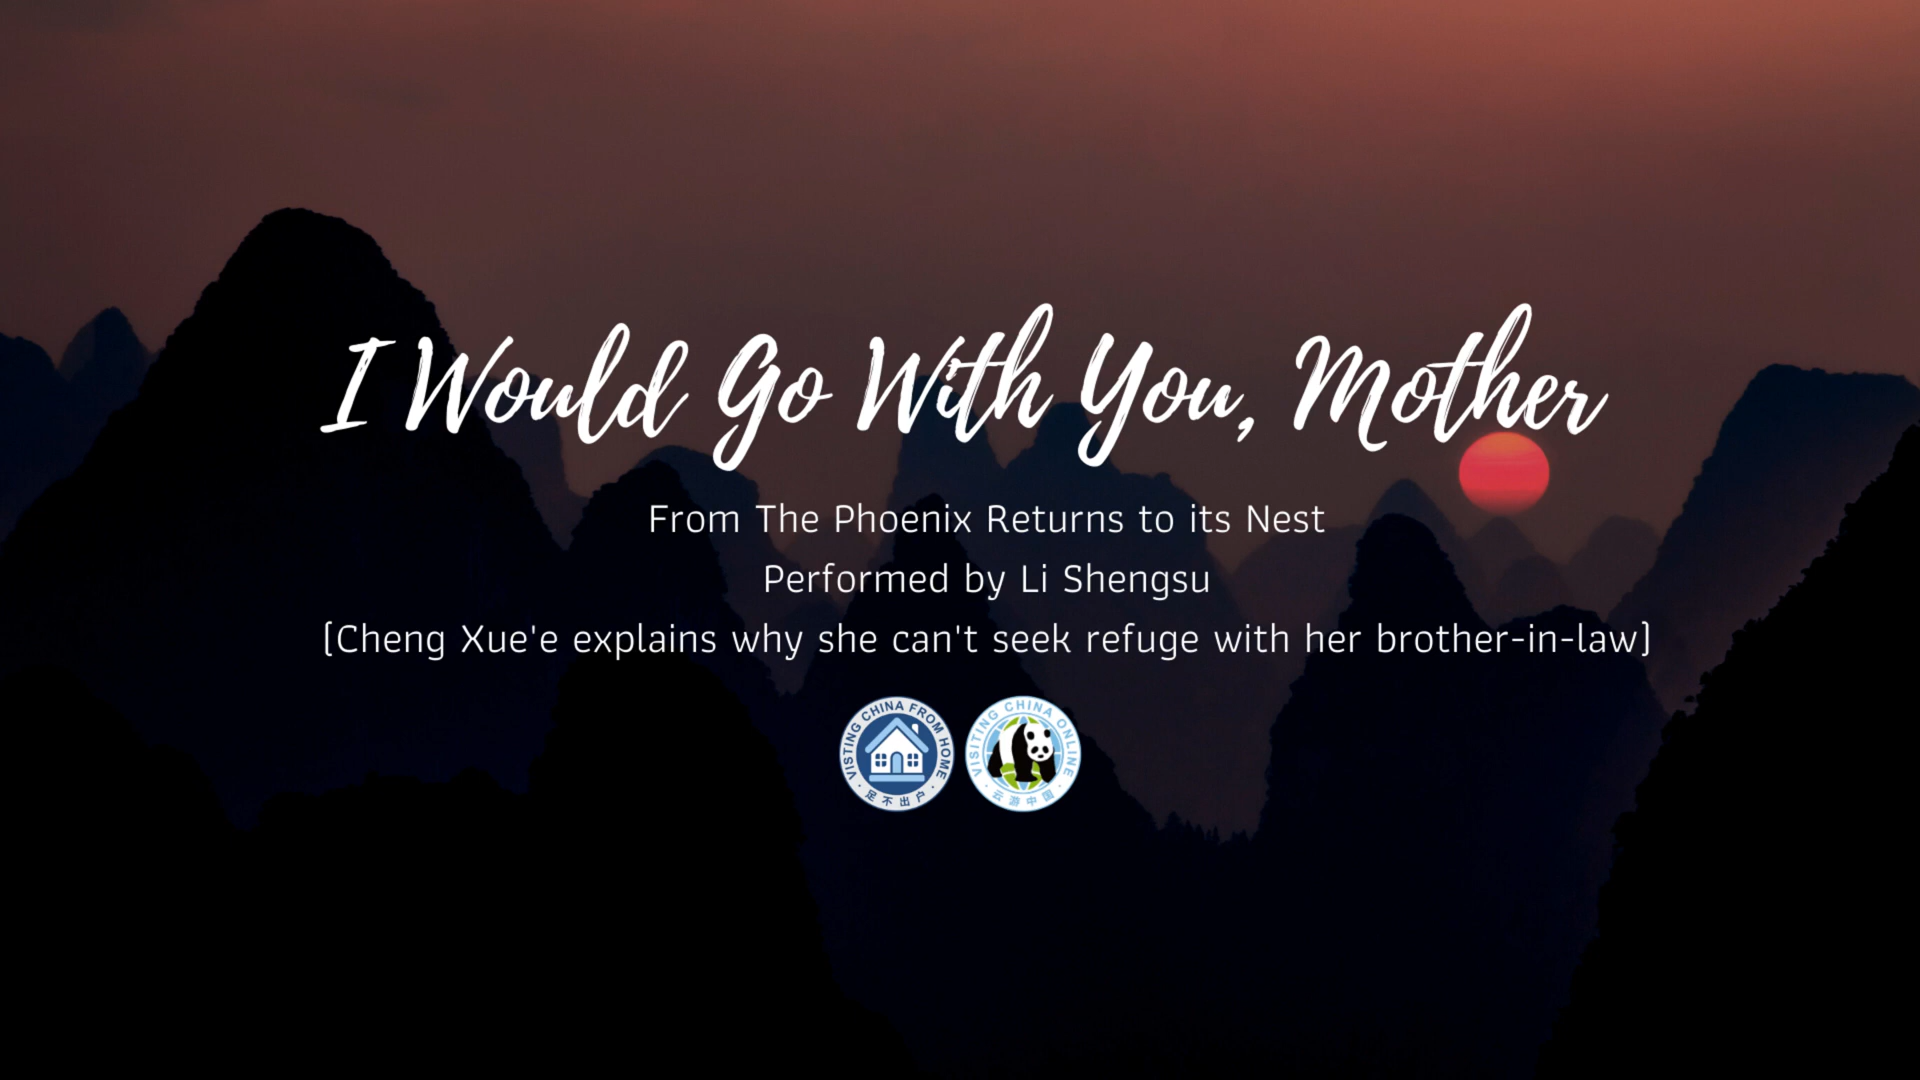 I Would Go With You, Mother
From The Phoenix Returns to its Nest
Performed by Li Shengsu
[Cheng Xue'e explains why she can't seek refuge with her brother-in-law]
VISTING CHINA FROM HOME
足不出户
VISITING CHINA ONLINE
云游中国